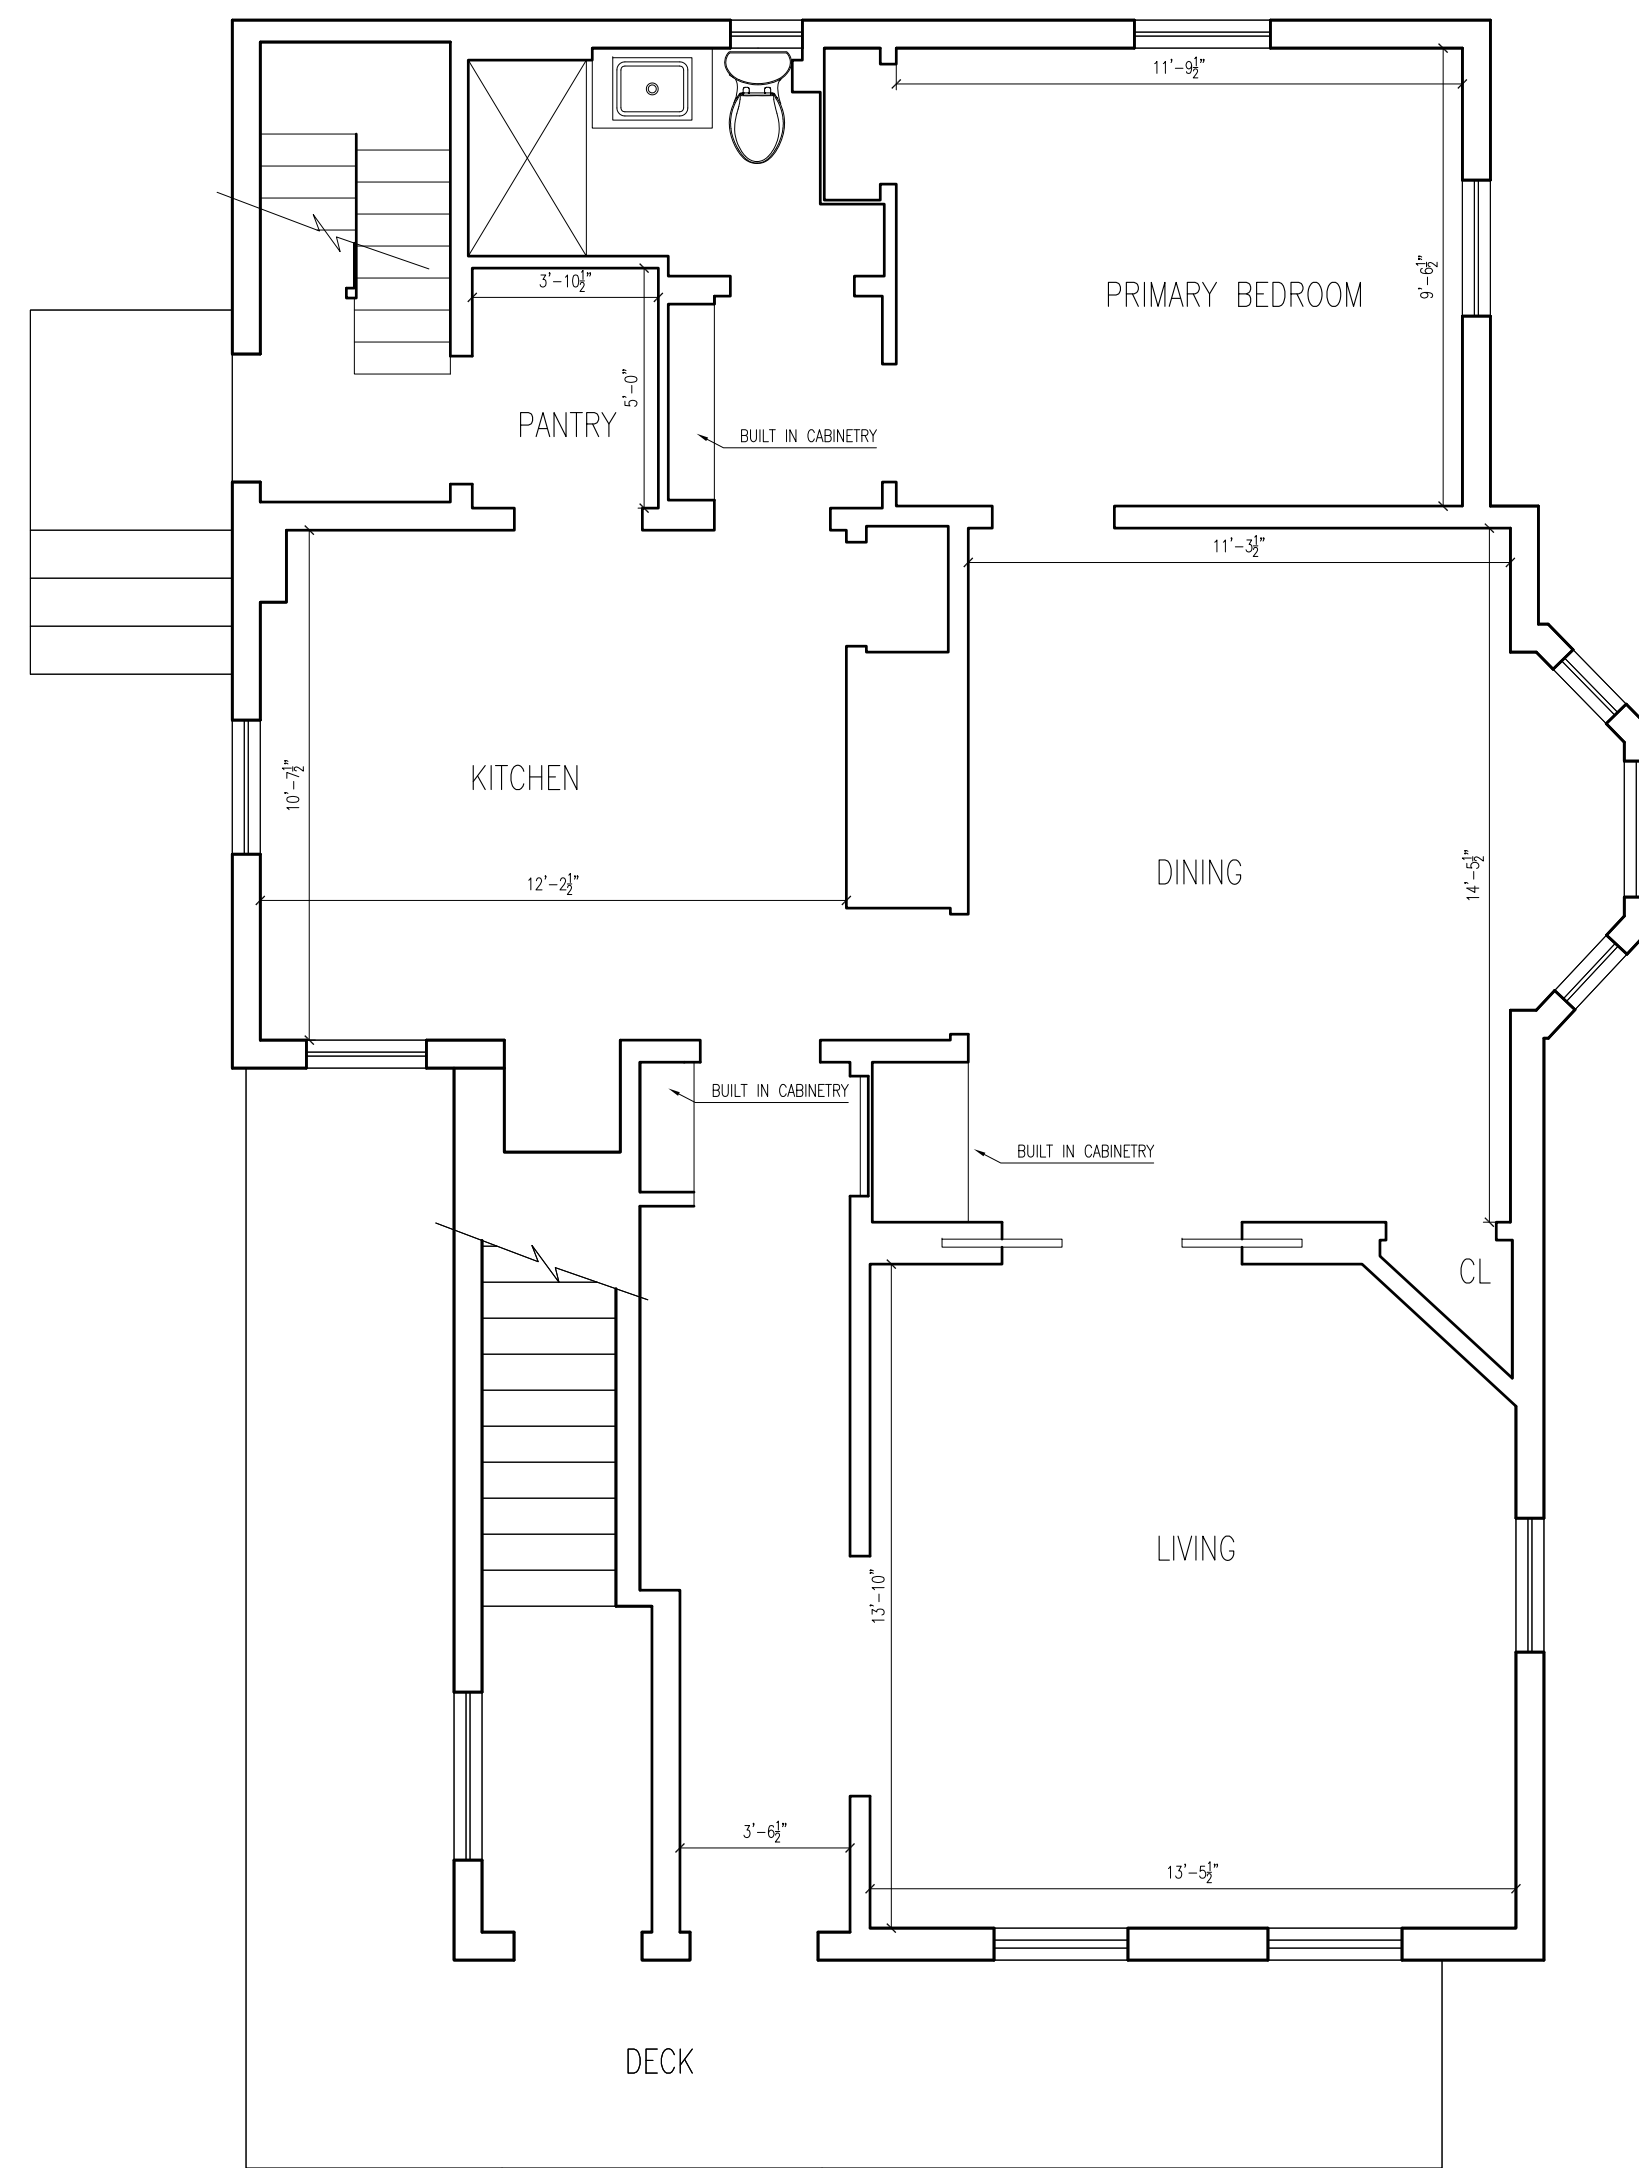 11'-9½"
3'-10½"
PRIMARY BEDROOM
9'-6½"
5'-0"
PANTRY
BUILT IN CABINETRY
11'-3½"
10'-7½"
KITCHEN
12'-2½"
DINING
14'-5½"
BUILT IN CABINETRY
BUILT IN CABINETRY
CL
LIVING
13'-10"
3'-6½"
13'-5½"
DECK